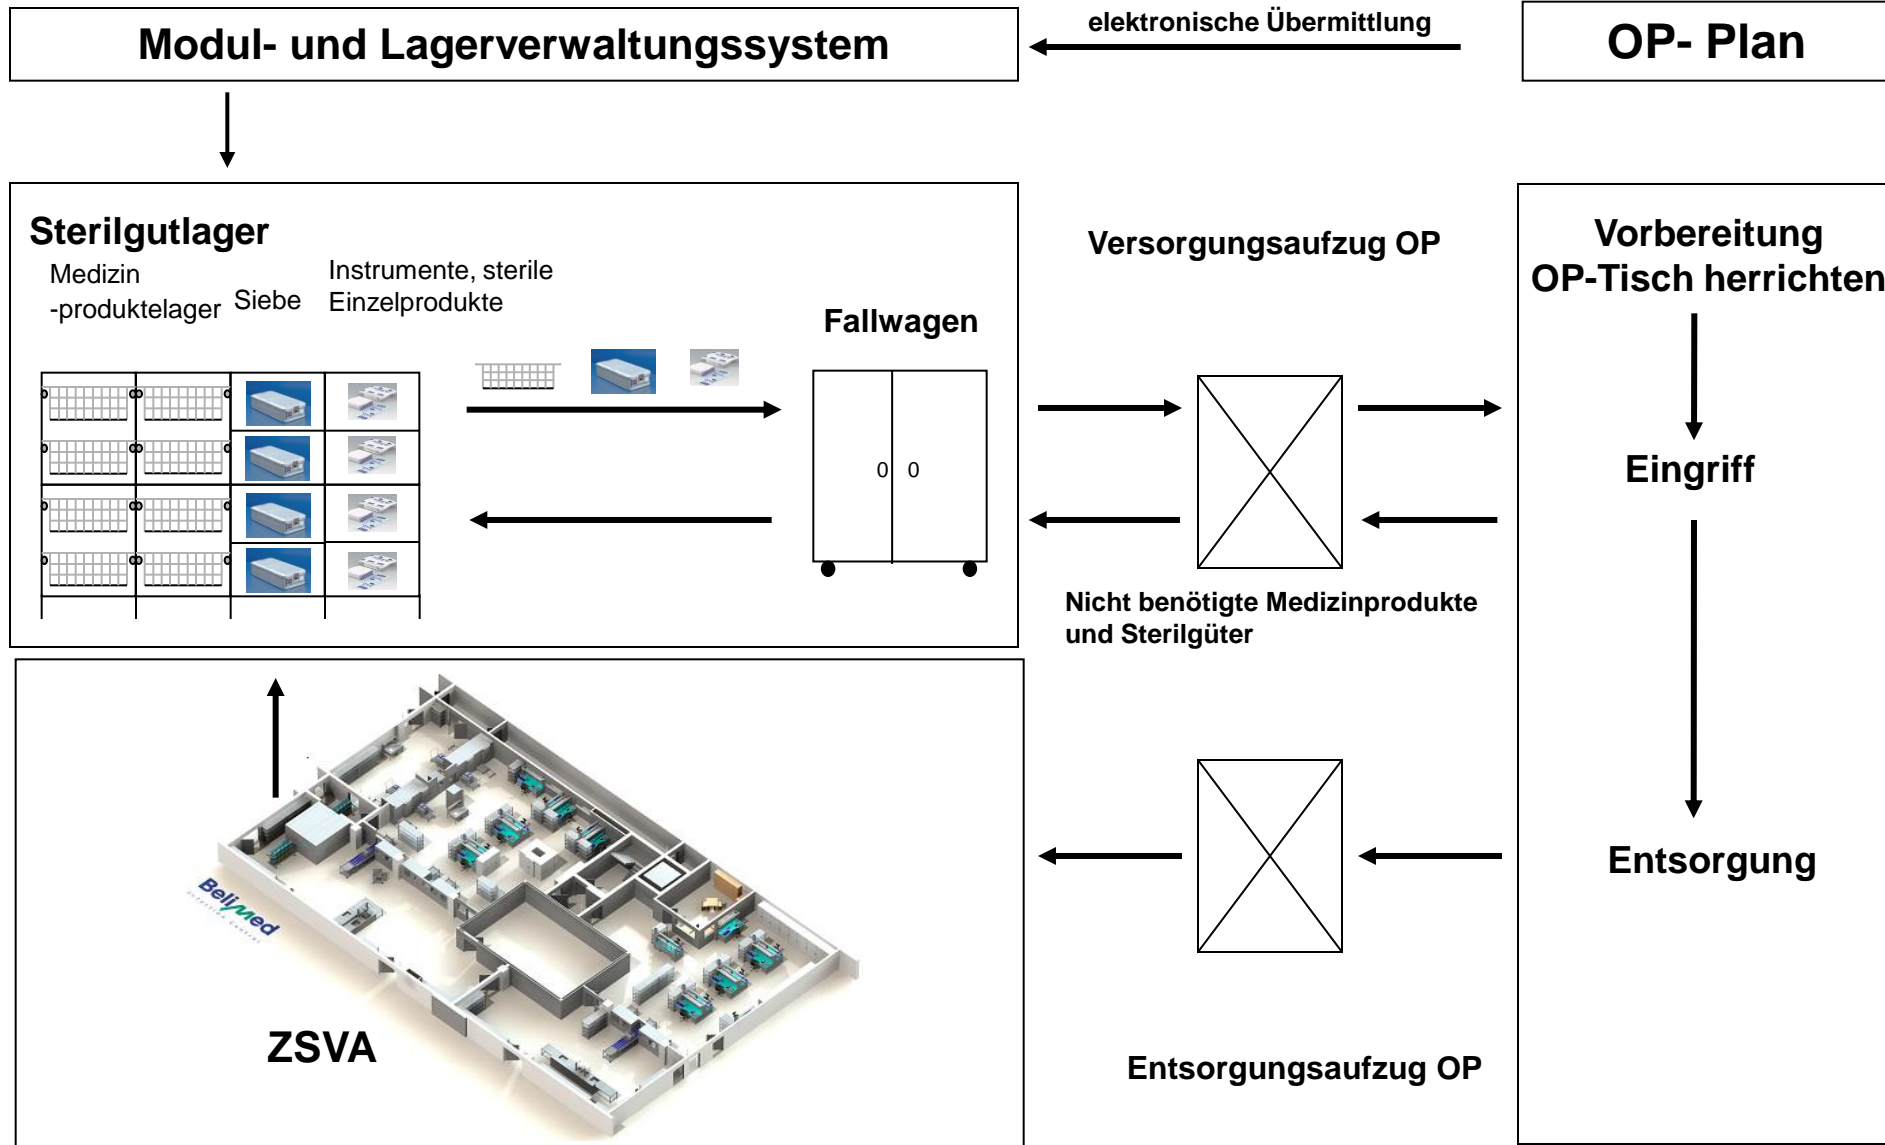 elektronische Übermittlung
Modul- und Lagerverwaltungssystem
OP- Plan
Sterilgutlager
Medizin
-produktelager
Siebe
Instrumente, sterile
Einzelprodukte
Fallwagen
0 0
Versorgungsaufzug OP
Vorbereitung
OP-Tisch herrichten
Eingriff
Nicht benötigte Medizinprodukte
und Sterilgüter
Entsorgung
Belimed
ZSVA
Entsorgungsaufzug OP